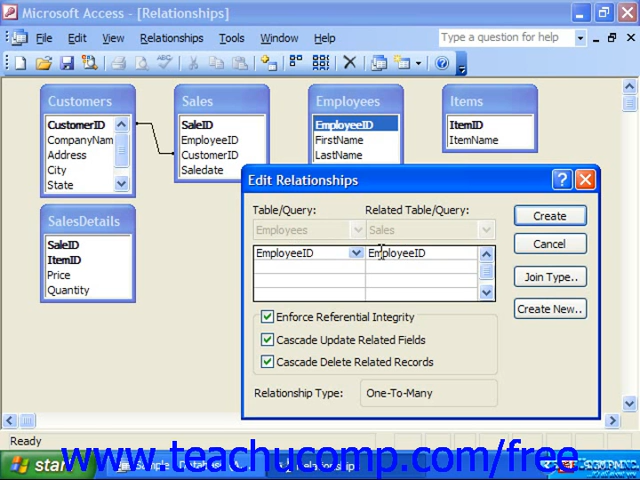 Microsoft Access - [Relationships]
File Edit View Relationships Tools Window Help Type a question for help
Customers
CustomerID
CompanyNam
Address
City
State
Sales
SaleID
EmployeeID
CustomerID
Saledate
Employees
EmployeeID
FirstName
LastName
Items
ItemID
ItemName
SalesDetails
SaleID
ItemID
Price
Quantity
Edit Relationships
Table/Query: Related Table/Query:
Employees Sales
EmployeeID EmployeeID
Create
Cancel
Join Type..
Create New..
Enforce Referential Integrity
Cascade Update Related Fields
Cascade Delete Related Records
Relationship Type: One-To-Many
Ready
start
www.teachucomp.com/free